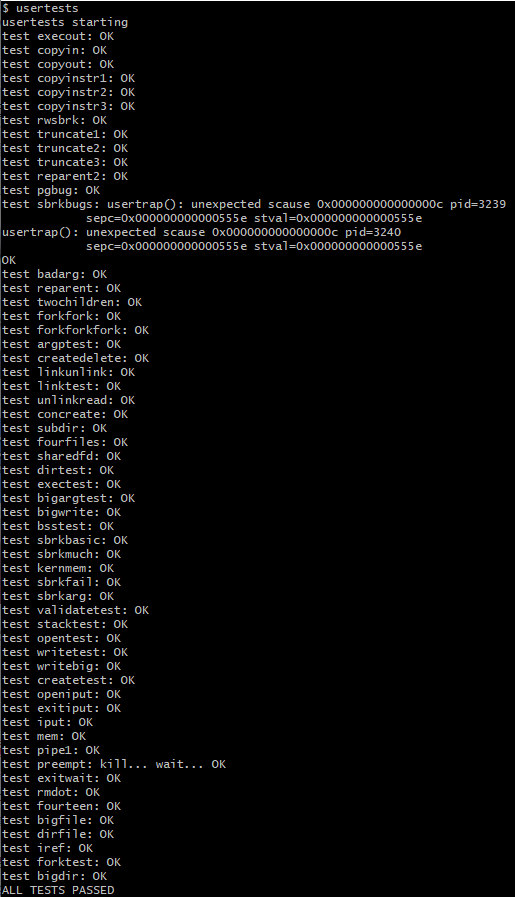 $ usertests
usertests starting
test execout: OK
test copyin: OK
test copyout: OK
test copyinstr1: OK
test copyinstr2: OK
test copyinstr3: OK
test rwsbrk: OK
test truncate1: OK
test truncate2: OK
test truncate3: OK
test reparent2: OK
test pgbug: OK
test sbrkbugs: usertrap(): unexpected scause 0x000000000000000c pid=3239
            sepc=0x000000000000555e stval=0x000000000000555e
usertrap(): unexpected scause 0x000000000000000c pid=3240
            sepc=0x000000000000555e stval=0x000000000000555e
OK
test badarg: OK
test reparent: OK
test twochildren: OK
test forkfork: OK
test forkforkfork: OK
test argptest: OK
test createdelete: OK
test linkunlink: OK
test linktest: OK
test unlinkread: OK
test concreate: OK
test subdir: OK
test fourfiles: OK
test sharedfd: OK
test dirtest: OK
test exectest: OK
test bigargtest: OK
test bigwrite: OK
test bsstest: OK
test sbrkbasic: OK
test sbrkmuch: OK
test kernmem: OK
test sbrkfail: OK
test sbrkarg: OK
test validatetest: OK
test stacktest: OK
test opentest: OK
test writetest: OK
test writebig: OK
test createtest: OK
test openiput: OK
test exitiput: OK
test iput: OK
test mem: OK
test pipe1: OK
test preempt: kill... wait... OK
test exitwait: OK
test rmdot: OK
test fourteen: OK
test bigfile: OK
test dirfile: OK
test iref: OK
test forktest: OK
test bigdir: OK
ALL TESTS PASSED